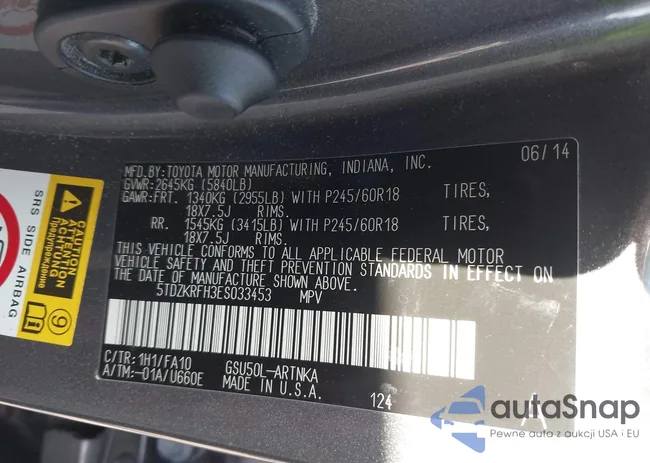 MFD.BY:TOYOTA MOTOR MANUFACTURING, INDIANA, INC. 06/14
GVWR:2645KG (5840LB)
GAWR:FRT. 1340KG (2955LB) WITH P245/60R18 TIRES,
18X7.5J RIMS.
RR. 1545KG (3415LB) WITH P245/60R18 TIRES,
18X7.5J RIMS.
THIS VEHICLE CONFORMS TO ALL APPLICABLE FEDERAL MOTOR
VEHICLE SAFETY AND THEFT PREVENTION STANDARDS IN EFFECT ON
THE DATE OF MANUFACTURE SHOWN ABOVE.
5TDZKRFH3ES033453 MPV
C/TR:1H1/FA10 GSU50L-ARTNKA
A/TM:-01A/U660E MADE IN U.S.A. 124
SRS SIDE AIRBAG
CAUTION
ATTENTION
ACHTUNG
Предупреждение
9
autaSnap
Pewne auta z aukcji USA i EU